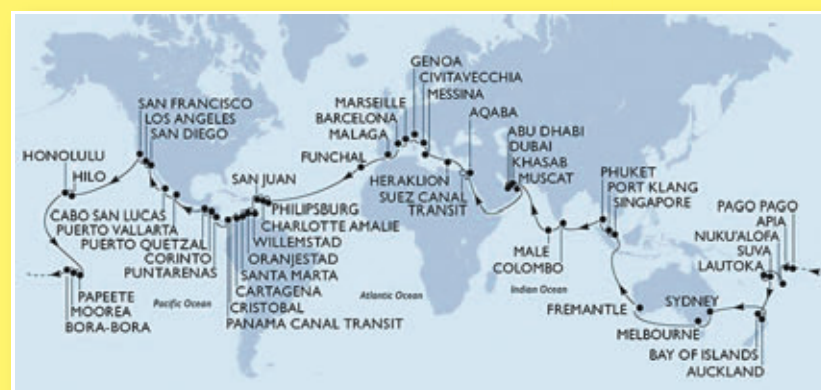 GENOA
CIVITAVECCHIA
MESSINA
MARSEILLE
BARCELONA
MALAGA
AQABA
SAN FRANCISCO
LOS ANGELES
SAN DIEGO
ABU DHABI
DUBAI
KHASAB
MUSCAT
FUNCHAL
HONOLULU
HILO
SAN JUAN
HERAKLION
SUEZ CANAL
TRANSIT
PHUKET
PORT KLANG
SINGAPORE
CABO SAN LUCAS
PUERTO VALLARTA
PUERTO QUETZAL
CORINTO
PUNTARENAS
PHILIPSBURG
CHARLOTTE AMALIE
WILLEMSTAD
ORANJESTAD
SANTA MARTA
CARTAGENA
CRISTOBAL
PANAMA CANAL TRANSIT
MALE
COLOMBO
PAGO PAGO
APIA
NUKU'ALOFA
SUVA
LAUTOKA
PAPEETE
MOOREA
BORA-BORA
Pacific Ocean
Atlantic Ocean
Indian Ocean
FREMANTLE
SYDNEY
MELBOURNE
BAY OF ISLANDS
AUCKLAND